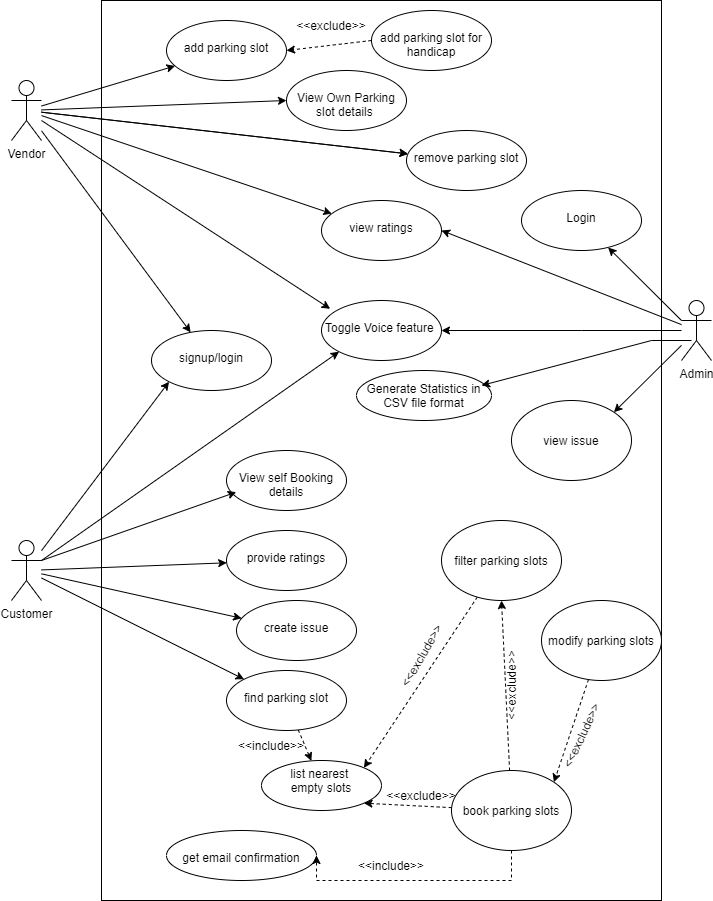 <<exclude>>
add parking slot
add parking slot for
handicap
View Own Parking
slot details
Vendor
remove parking slot
view ratings
Login
Toggle Voice feature
signup/login
Admin
Generate Statistics in
CSV file format
view issue
View self Booking
details
provide ratings
filter parking slots
Customer
create issue
modify parking slots
<<exclude>>
<<exclude>>
find parking slot
<<include>>
<<exclude>>
list nearest
empty slots
<<exclude>>
book parking slots
get email confirmation
<<include>>